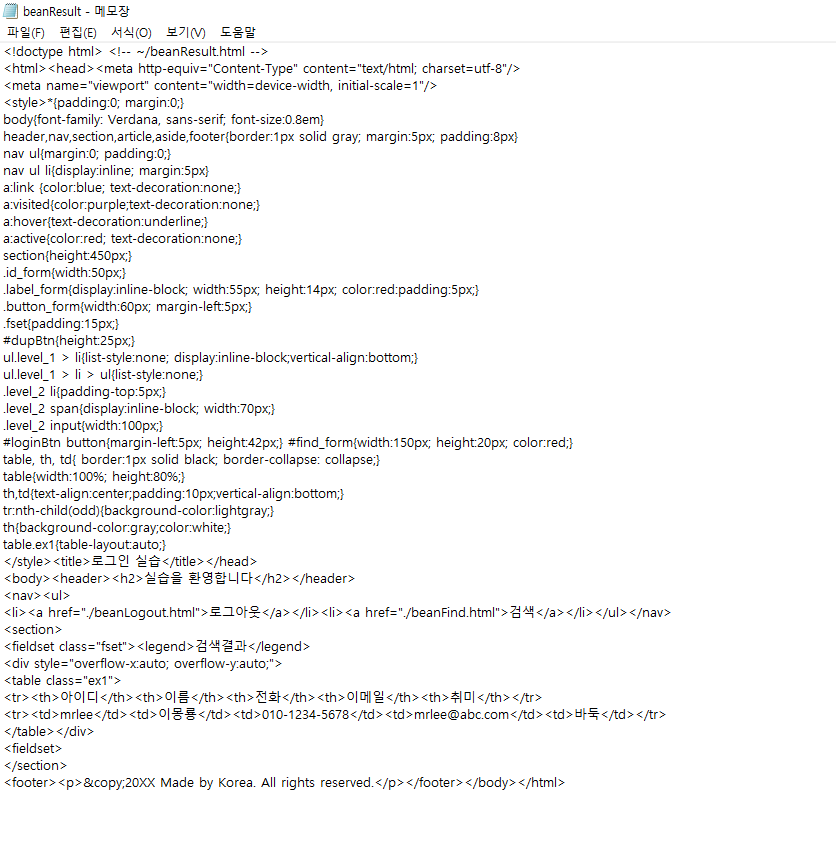 beanResult - 메모장
파일(F) 편집(E) 서식(O) 보기(V) 도움말
<!doctype html> <!-- ~/beanResult.html -->
<html><head><meta http-equiv="Content-Type" content="text/html; charset=utf-8"/>
<meta name="viewport" content="width=device-width, initial-scale=1"/>
<style>*{padding:0; margin:0;}
body{font-family: Verdana, sans-serif; font-size:0.8em}
header,nav,section,article,aside,footer{border:1px solid gray; margin:5px; padding:8px}
nav ul{margin:0; padding:0;}
nav ul li{display:inline; margin:5px}
a:link {color:blue; text-decoration:none;}
a:visited{color:purple;text-decoration:none;}
a:hover{text-decoration:underline;}
a:active{color:red; text-decoration:none;}
section{height:450px;}
.id_form{width:50px;}
.label_form{display:inline-block; width:55px; height:14px; color:red:padding:5px;}
.button_form{width:60px; margin-left:5px;}
.fset{padding:15px;}
#dupBtn{height:25px;}
ul.level_1 > li{list-style:none; display:inline-block;vertical-align:bottom;}
ul.level_1 > li > ul{list-style:none;}
.level_2 li{padding-top:5px;}
.level_2 span{display:inline-block; width:70px;}
.level_2 input{width:100px;}
#loginBtn button{margin-left:5px; height:42px;} #find_form{width:150px; height:20px; color:red;}
table, th, td{ border:1px solid black; border-collapse: collapse;}
table{width:100%; height:80%;}
th,td{text-align:center;padding:10px;vertical-align:bottom;}
tr:nth-child(odd){background-color:lightgray;}
th{background-color:gray;color:white;}
table.ex1{table-layout:auto;}
</style><title>로그인 실습</title></head>
<body><header><h2>실습을 환영합니다</h2></header>
<nav><ul>
<li><a href="./beanLogout.html">로그아웃</a></li><li><a href="./beanFind.html">검색</a></li></ul></nav>
<section>
<fieldset class="fset"><legend>검색결과</legend>
<div style="overflow-x:auto; overflow-y:auto;">
<table class="ex1">
<tr><th>아이디</th><th>이름</th><th>전화</th><th>이메일</th><th>취미</th></tr>
<tr><td>mrlee</td><td>이몽룡</td><td>010-1234-5678</td><td>mrlee@abc.com</td><td>바둑</td></tr>
</table></div>
<fieldset>
</section>
<footer><p>&copy;20XX Made by Korea. All rights reserved.</p></footer></body></html>